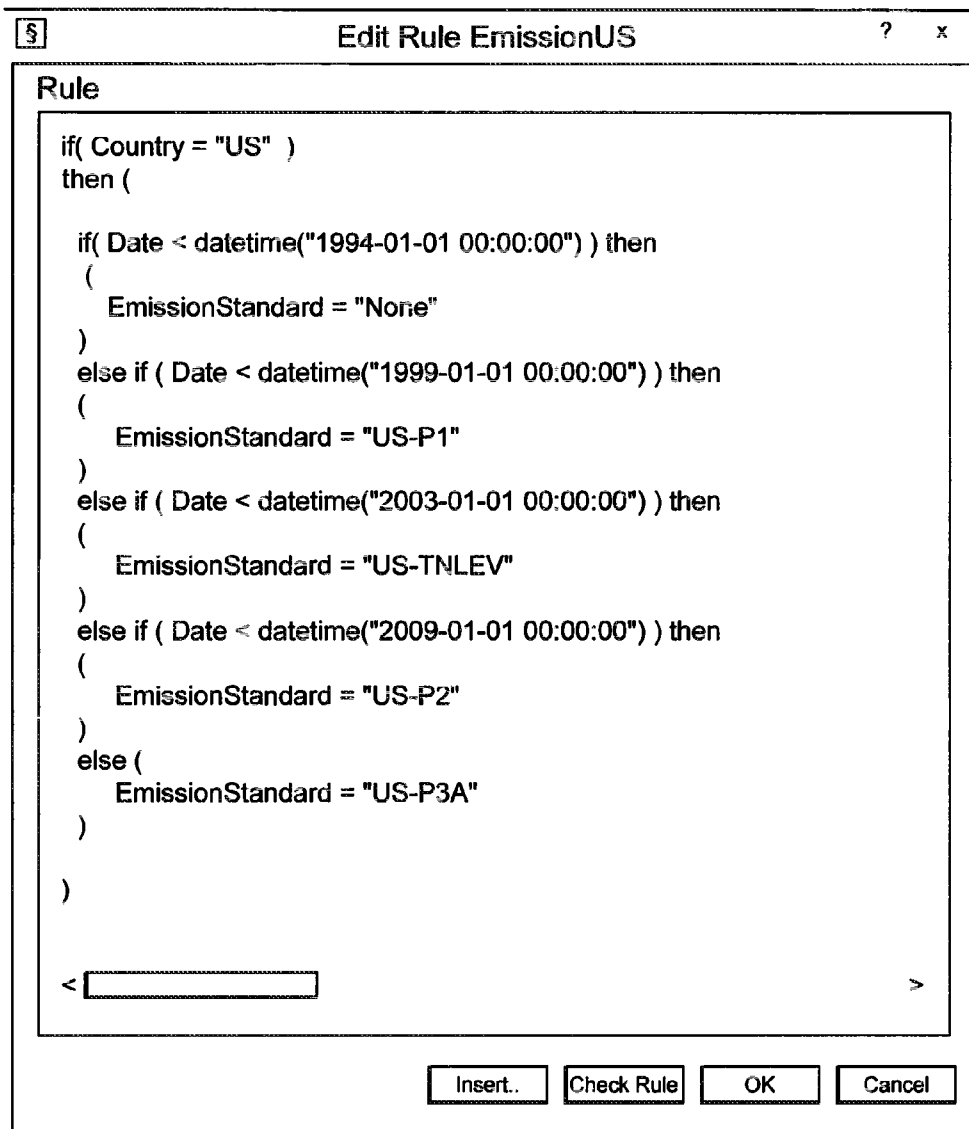 § Edit Rule EmissionUS ? x
Rule
if( Country = "US" )
then (
if( Date < datetime("1994-01-01 00:00:00") ) then
(
EmissionStandard = "None"
)
else if ( Date < datetime("1999-01-01 00:00:00") ) then
(
EmissionStandard = "US-P1"
)
else if ( Date < datetime("2003-01-01 00:00:00") ) then
(
EmissionStandard = "US-TNLEV"
)
else if ( Date < datetime("2009-01-01 00:00:00") ) then
(
EmissionStandard = "US-P2"
)
else (
EmissionStandard = "US-P3A"
)
)
< >
Insert.. Check Rule OK Cancel